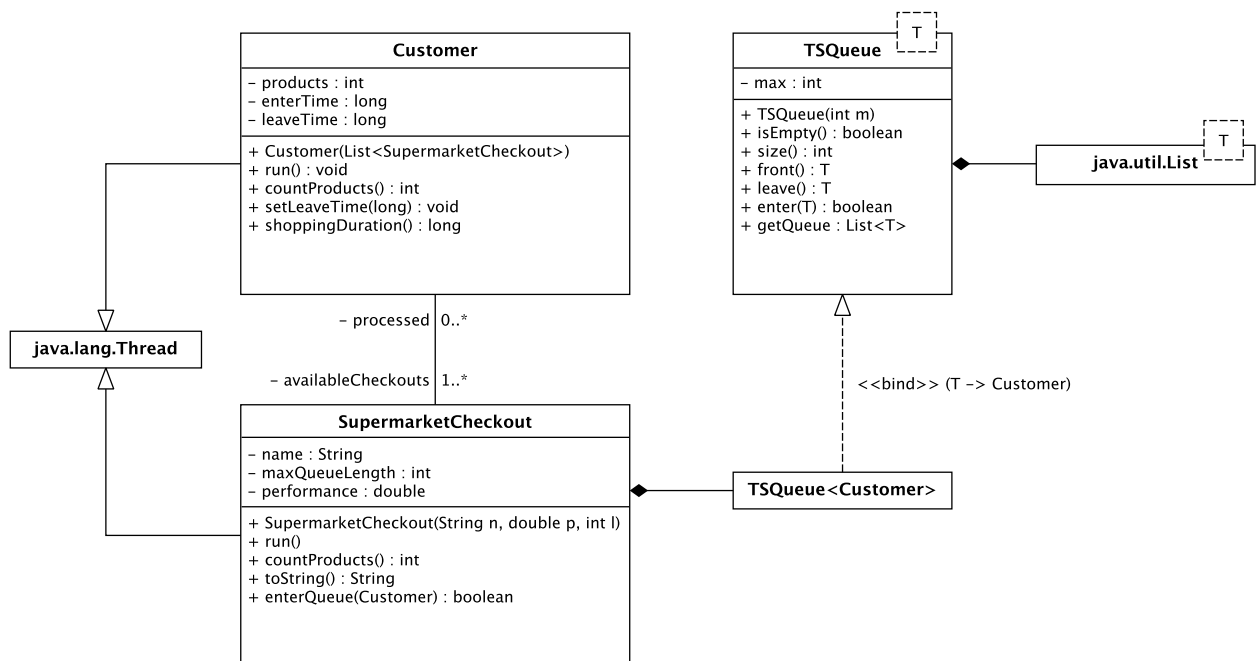 Customer
– products : int
– enterTime : long
– leaveTime : long
+ Customer(List<SupermarketCheckout>)
+ run() : void
+ countProducts() : int
+ setLeaveTime(long) : void
+ shoppingDuration() : long
T
TSQueue
– max : int
+ TSQueue(int m)
+ isEmpty() : boolean
+ size() : int
+ front() : T
+ leave() : T
+ enter(T) : boolean
+ getQueue : List<T>
T
java.util.List
– processed 0..*
java.lang.Thread
– availableCheckouts 1..*
<<bind>> (T –> Customer)
SupermarketCheckout
– name : String
– maxQueueLength : int
– performance : double
+ SupermarketCheckout(String n, double p, int l)
+ run()
+ countProducts() : int
+ toString() : String
+ enterQueue(Customer) : boolean
TSQueue<Customer>